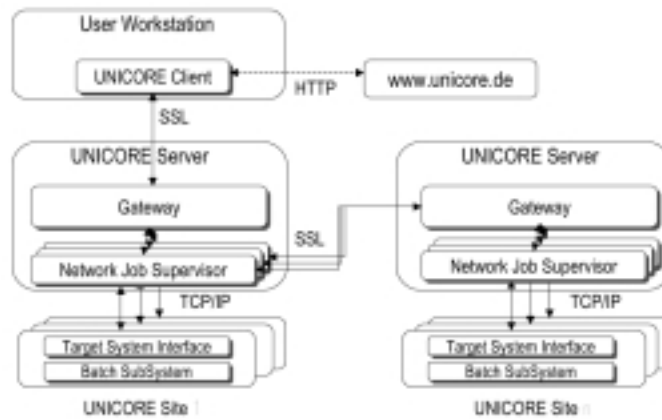 User Workstation
UNICORE Client
HTTP
www.unicore.de
SSL
UNICORE Server
UNICORE Server
Gateway
Gateway
SSL
Network Job Supervisor
Network Job Supervisor
TCP/IP
TCP/IP
Target System Interface
Target System Interface
Batch SubSystem
Batch SubSystem
UNICORE Site
UNICORE Site